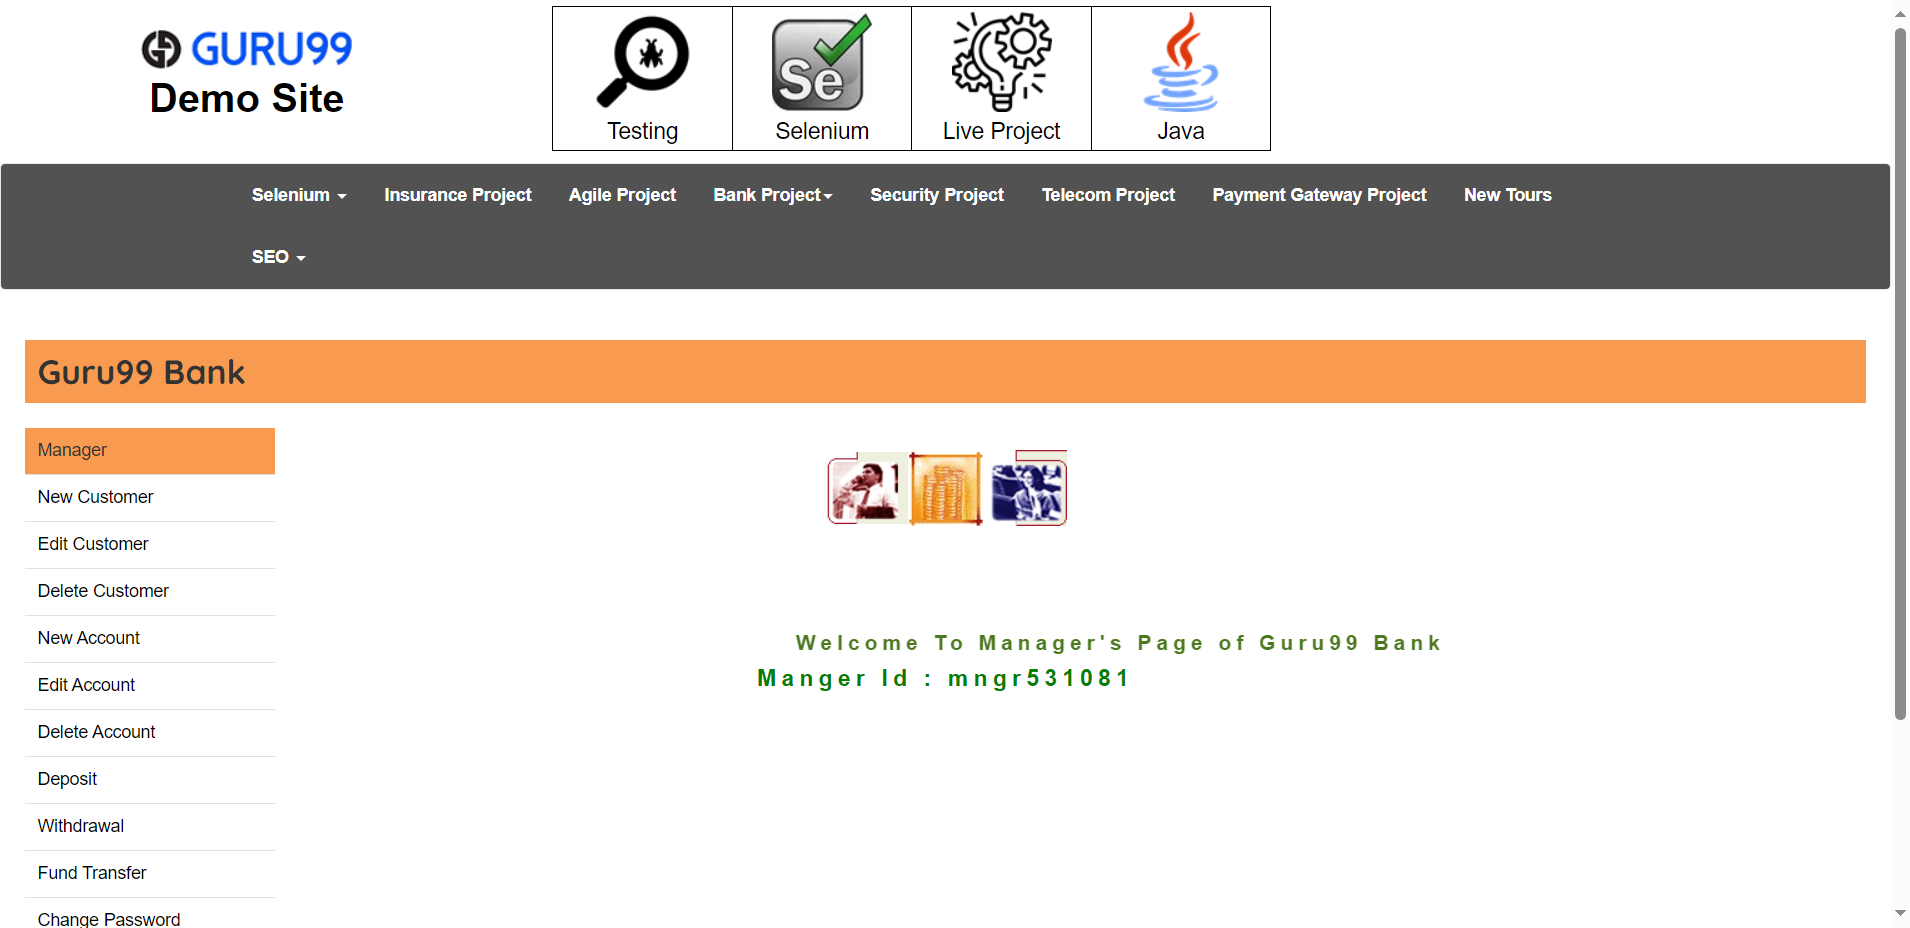 GURU99
Demo Site
Se
Testing
Selenium
Live Project
Java
Selenium
Insurance Project
Agile Project
Bank Project
Security Project
Telecom Project
Payment Gateway Project
New Tours
SEO
Guru99 Bank
Manager
New Customer
Edit Customer
Delete Customer
New Account
Edit Account
Delete Account
Deposit
Withdrawal
Fund Transfer
Change Password
Welcome To Manager's Page of Guru99 Bank
Manger Id : mngr531081